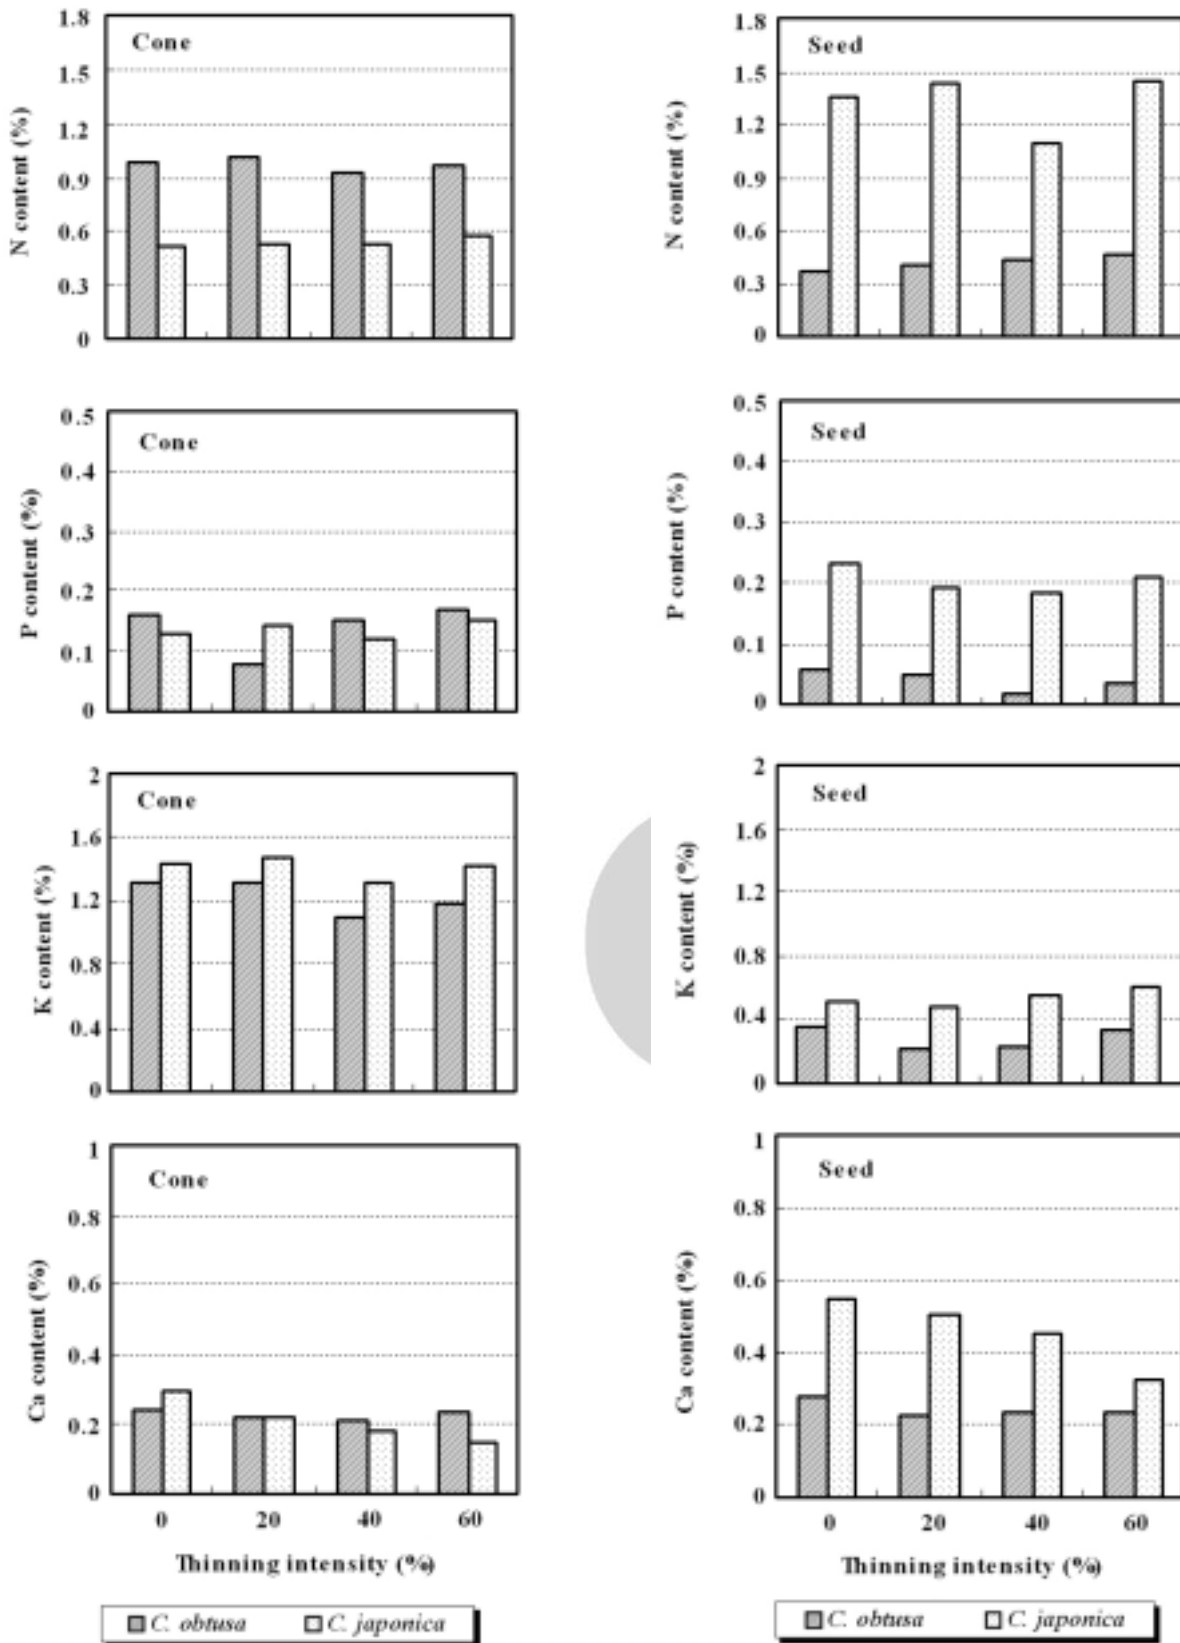 Cone
N content (%)
1.8
1.5
1.2
0.9
0.6
0.3
0
Seed
N content (%)
1.8
1.5
1.2
0.9
0.6
0.3
0
Cone
P content (%)
0.5
0.4
0.3
0.2
0.1
0
Seed
P content (%)
0.5
0.4
0.3
0.2
0.1
0
Cone
K content (%)
2
1.6
1.2
0.8
0.4
0
Seed
K content (%)
2
1.6
1.2
0.8
0.4
0
Cone
Ca content (%)
1
0.8
0.6
0.4
0.2
0
0 20 40 60
Thinning intensity (%)
C. obtusa C. japonica
Seed
Ca content (%)
1
0.8
0.6
0.4
0.2
0
0 20 40 60
Thinning intensity (%)
C. obtusa C. japonica